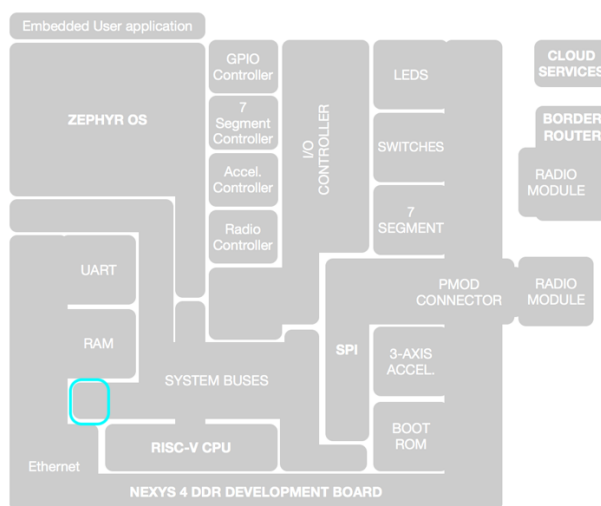 Embedded User application
ZEPHYR OS
GPIO
Controller
7
Segment
Controller
Accel.
Controller
Radio
Controller
I/O
CONTROLLER
LEDS
SWITCHES
7
SEGMENT
CLOUD
SERVICES
BORDER
ROUTER
RADIO
MODULE
UART
RAM
PMOD
CONNECTOR
RADIO
MODULE
SPI
3-AXIS
ACCEL.
SYSTEM BUSES
BOOT
ROM
RISC-V CPU
Ethernet
NEXYS 4 DDR DEVELOPMENT BOARD